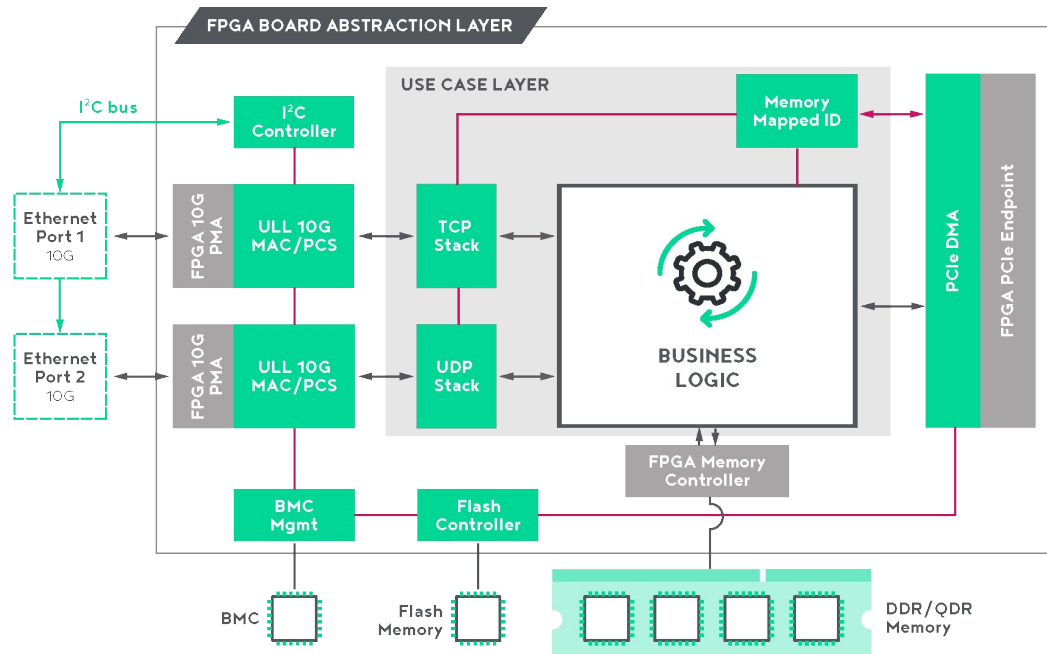 FPGA BOARD ABSTRACTION LAYER
USE CASE LAYER
I²C bus
I²C
Controller
Memory
Mapped ID
Ethernet
Port 1
10G
FPGA 10G
PMA
ULL 10G
MAC/PCS
TCP
Stack
PCIe DMA
FPGA PCIe Endpoint
Ethernet
Port 2
10G
FPGA 10G
PMA
ULL 10G
MAC/PCS
UDP
Stack
BUSINESS
LOGIC
FPGA Memory
Controller
BMC
Mgmt
Flash
Controller
BMC
Flash
Memory
DDR/QDR
Memory